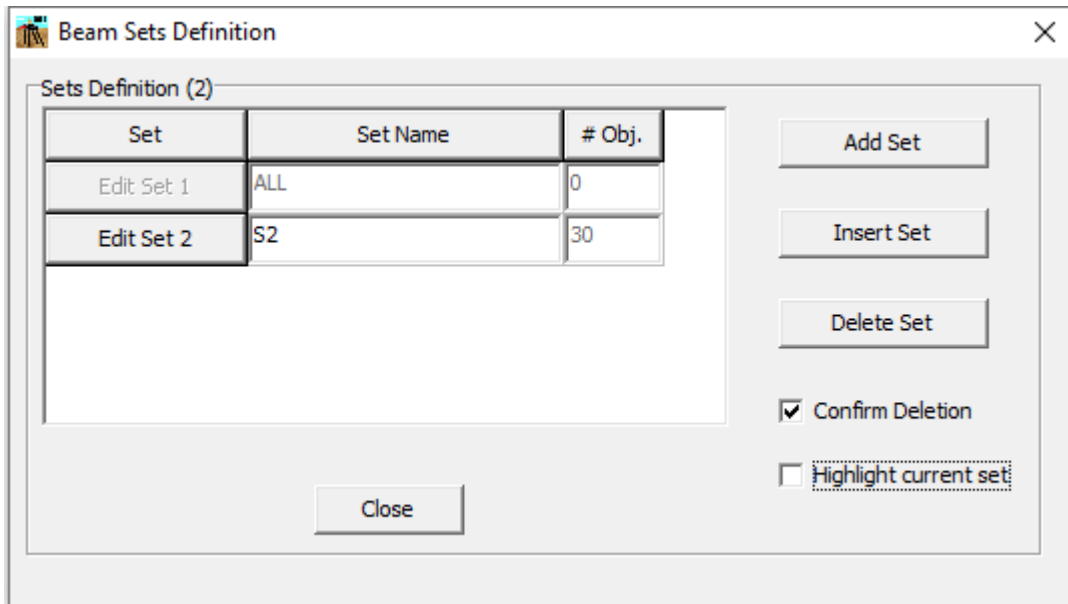 Beam Sets Definition
Sets Definition (2)
Set Set Name # Obj.
Edit Set 1 ALL 0
Edit Set 2 S2 30
Add Set
Insert Set
Delete Set
Confirm Deletion
Highlight current set
Close